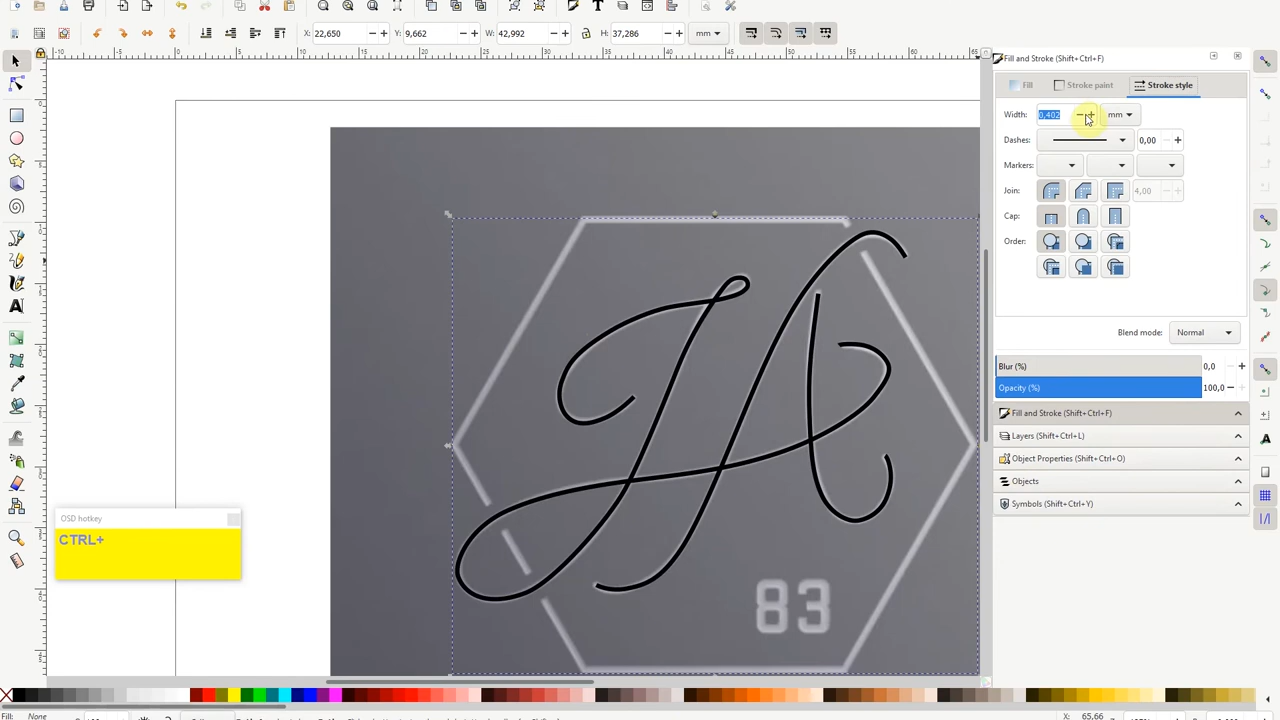 X: 22,650 Y: 9,662 W: 42,992 H: 37,286 mm
Fill and Stroke (Shift+Ctrl+F)
Fill Stroke paint Stroke style
Width: 0,402 mm
Dashes: 0,00
Markers:
Join: 4,00
Cap:
Order:
Blend mode: Normal
Blur (%) 0,0
Opacity (%) 100,0
Fill and Stroke (Shift+Ctrl+F)
Layers (Shift+Ctrl+L)
Object Properties (Shift+Ctrl+O)
Objects
Symbols (Shift+Ctrl+Y)
OSD hotkey
CTRL+
83
Fill: None
X: 65,66